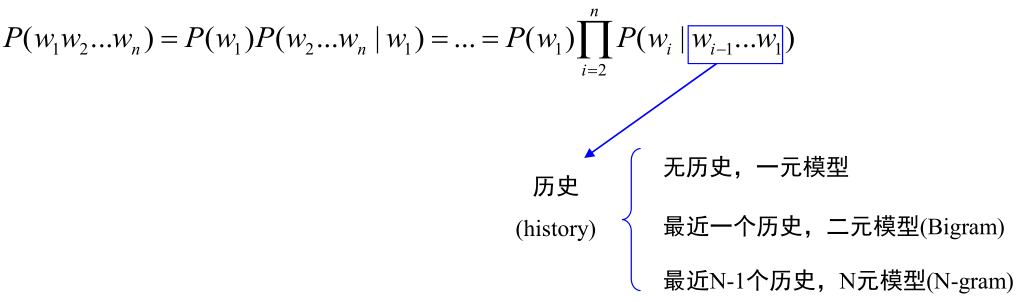 P(w₁w₂...wₙ) = P(w₁)P(w₂...wₙ | w₁) = ... = P(w₁)∏ⁿᵢ₌₂ P(wᵢ | wᵢ₋₁...w₁)
历史
(history)
无历史，一元模型
最近一个历史，二元模型(Bigram)
最近N-1个历史，N元模型(N-gram)